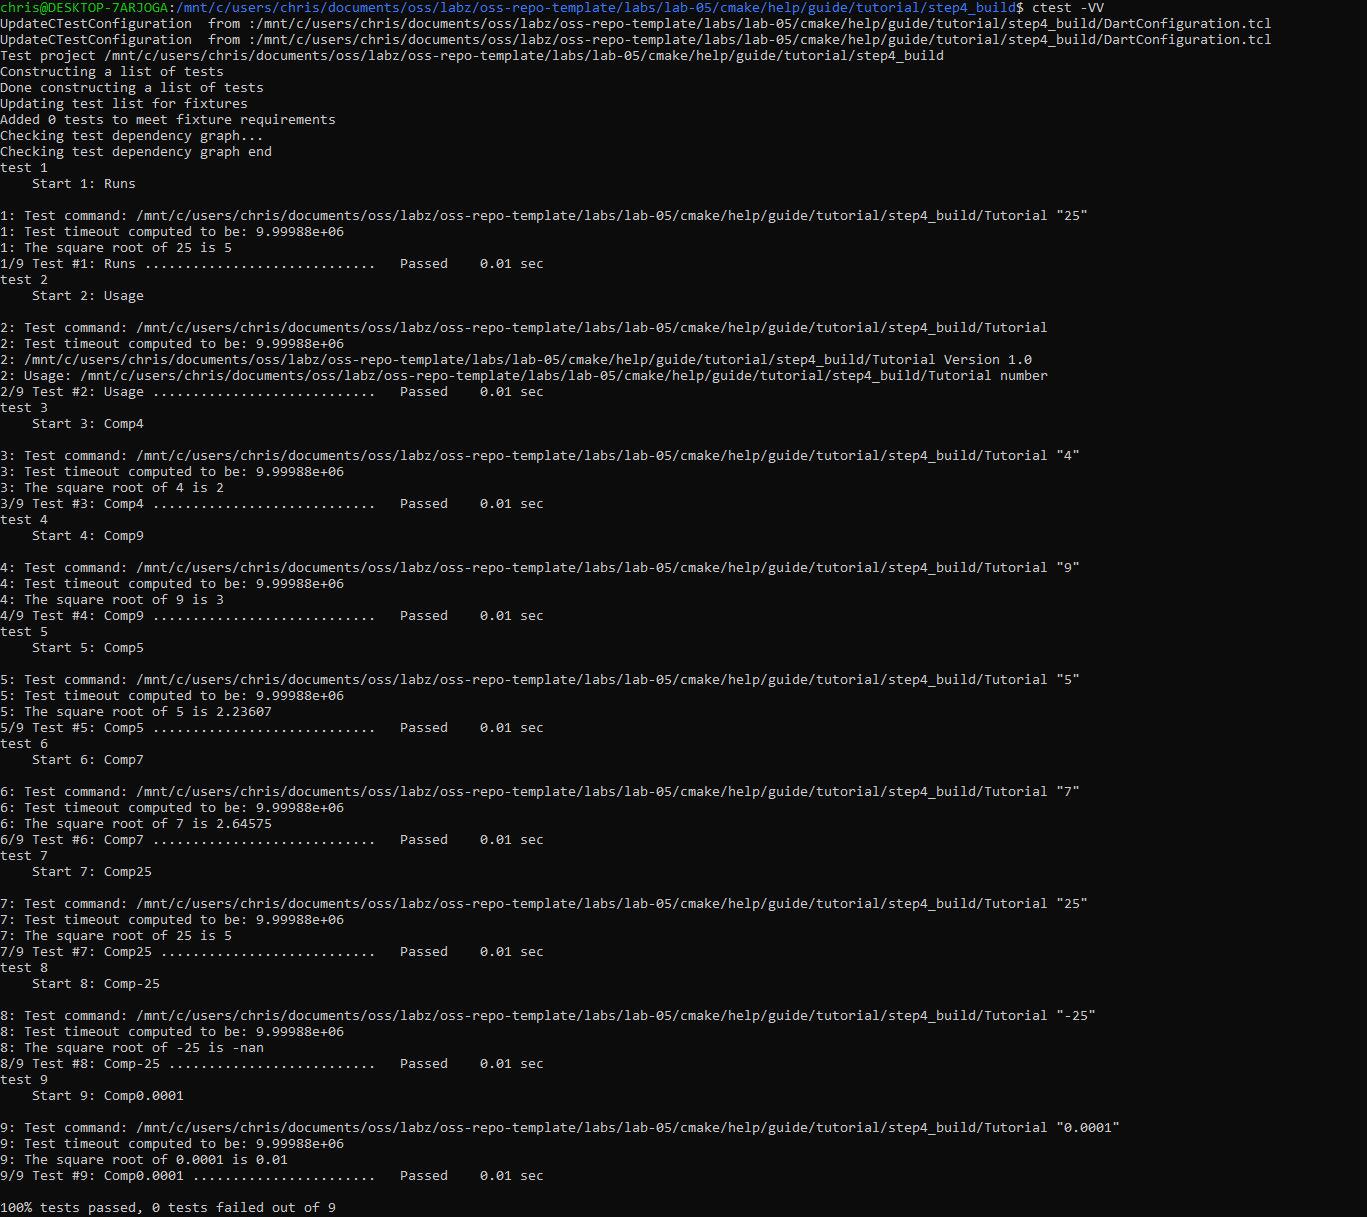 chris@DESKTOP-7ARJOGA:/mnt/c/users/chris/documents/oss/labz/oss-repo-template/labs/lab-05/cmake/help/guide/tutorial/step4_build$ ctest -VV
UpdateCTestConfiguration  from :/mnt/c/users/chris/documents/oss/labz/oss-repo-template/labs/lab-05/cmake/help/guide/tutorial/step4_build/DartConfiguration.tcl
UpdateCTestConfiguration  from :/mnt/c/users/chris/documents/oss/labz/oss-repo-template/labs/lab-05/cmake/help/guide/tutorial/step4_build/DartConfiguration.tcl
Test project /mnt/c/users/chris/documents/oss/labz/oss-repo-template/labs/lab-05/cmake/help/guide/tutorial/step4_build
Constructing a list of tests
Done constructing a list of tests
Updating test list for fixtures
Added 0 tests to meet fixture requirements
Checking test dependency graph...
Checking test dependency graph end
test 1
    Start 1: Runs

1: Test command: /mnt/c/users/chris/documents/oss/labz/oss-repo-template/labs/lab-05/cmake/help/guide/tutorial/step4_build/Tutorial "25"
1: Test timeout computed to be: 9.99988e+06
1: The square root of 25 is 5
1/9 Test #1: Runs .............................   Passed    0.01 sec
test 2
    Start 2: Usage

2: Test command: /mnt/c/users/chris/documents/oss/labz/oss-repo-template/labs/lab-05/cmake/help/guide/tutorial/step4_build/Tutorial
2: Test timeout computed to be: 9.99988e+06
2: /mnt/c/users/chris/documents/oss/labz/oss-repo-template/labs/lab-05/cmake/help/guide/tutorial/step4_build/Tutorial Version 1.0
2: Usage: /mnt/c/users/chris/documents/oss/labz/oss-repo-template/labs/lab-05/cmake/help/guide/tutorial/step4_build/Tutorial number
2/9 Test #2: Usage ............................   Passed    0.01 sec
test 3
    Start 3: Comp4

3: Test command: /mnt/c/users/chris/documents/oss/labz/oss-repo-template/labs/lab-05/cmake/help/guide/tutorial/step4_build/Tutorial "4"
3: Test timeout computed to be: 9.99988e+06
3: The square root of 4 is 2
3/9 Test #3: Comp4 ............................   Passed    0.01 sec
test 4
    Start 4: Comp9

4: Test command: /mnt/c/users/chris/documents/oss/labz/oss-repo-template/labs/lab-05/cmake/help/guide/tutorial/step4_build/Tutorial "9"
4: Test timeout computed to be: 9.99988e+06
4: The square root of 9 is 3
4/9 Test #4: Comp9 ............................   Passed    0.01 sec
test 5
    Start 5: Comp5

5: Test command: /mnt/c/users/chris/documents/oss/labz/oss-repo-template/labs/lab-05/cmake/help/guide/tutorial/step4_build/Tutorial "5"
5: Test timeout computed to be: 9.99988e+06
5: The square root of 5 is 2.23607
5/9 Test #5: Comp5 ............................   Passed    0.01 sec
test 6
    Start 6: Comp7

6: Test command: /mnt/c/users/chris/documents/oss/labz/oss-repo-template/labs/lab-05/cmake/help/guide/tutorial/step4_build/Tutorial "7"
6: Test timeout computed to be: 9.99988e+06
6: The square root of 7 is 2.64575
6/9 Test #6: Comp7 ............................   Passed    0.01 sec
test 7
    Start 7: Comp25

7: Test command: /mnt/c/users/chris/documents/oss/labz/oss-repo-template/labs/lab-05/cmake/help/guide/tutorial/step4_build/Tutorial "25"
7: Test timeout computed to be: 9.99988e+06
7: The square root of 25 is 5
7/9 Test #7: Comp25 ...........................   Passed    0.01 sec
test 8
    Start 8: Comp-25

8: Test command: /mnt/c/users/chris/documents/oss/labz/oss-repo-template/labs/lab-05/cmake/help/guide/tutorial/step4_build/Tutorial "-25"
8: Test timeout computed to be: 9.99988e+06
8: The square root of -25 is -nan
8/9 Test #8: Comp-25 ..........................   Passed    0.01 sec
test 9
    Start 9: Comp0.0001

9: Test command: /mnt/c/users/chris/documents/oss/labz/oss-repo-template/labs/lab-05/cmake/help/guide/tutorial/step4_build/Tutorial "0.0001"
9: Test timeout computed to be: 9.99988e+06
9: The square root of 0.0001 is 0.01
9/9 Test #9: Comp0.0001 .......................   Passed    0.01 sec

100% tests passed, 0 tests failed out of 9